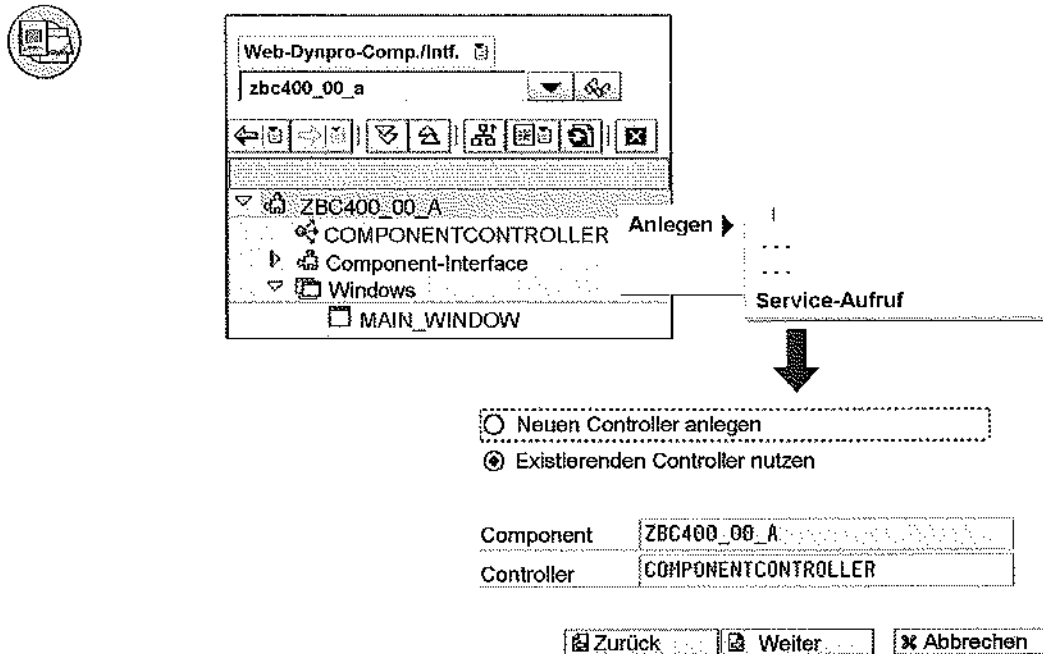 Web-Dynpro-Comp./Intf.
zbc400_00_a
ZBC400_00_A
COMPONENTCONTROLLER
Component-Interface
Windows
MAIN_WINDOW
Anlegen
...
...
Service-Aufruf
Neuen Controller anlegen
Existierenden Controller nutzen
Component ZBC400_00_A
Controller COMPONENTCONTROLLER
Zurück Weiter Abbrechen